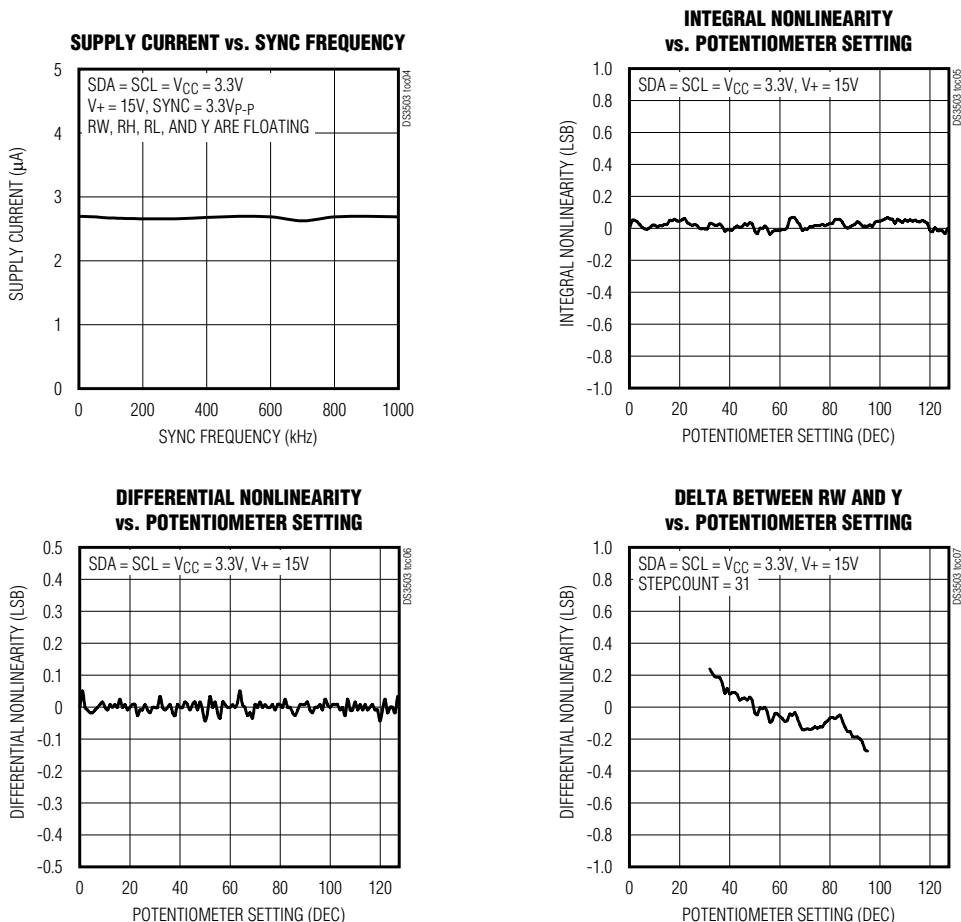 SUPPLY CURRENT vs. SYNC FREQUENCY
SUPPLY CURRENT (µA)
5
4
3
2
1
0
SDA = SCL = VCC = 3.3V
V+ = 15V, SYNC = 3.3VP-P
RW, RH, RL, AND Y ARE FLOATING
DS3503 toc04
0 200 400 600 800 1000
SYNC FREQUENCY (kHz)
INTEGRAL NONLINEARITY
vs. POTENTIOMETER SETTING
INTEGRAL NONLINEARITY (LSB)
1.0
0.8
0.6
0.4
0.2
0
-0.2
-0.4
-0.6
-0.8
-1.0
SDA = SCL = VCC = 3.3V, V+ = 15V
DS3503 toc05
0 20 40 60 80 100 120
POTENTIOMETER SETTING (DEC)
DIFFERENTIAL NONLINEARITY
vs. POTENTIOMETER SETTING
DIFFERENTIAL NONLINEARITY (LSB)
0.5
0.4
0.3
0.2
0.1
0
-0.1
-0.2
-0.3
-0.4
-0.5
SDA = SCL = VCC = 3.3V, V+ = 15V
DS3503 toc06
0 20 40 60 80 100 120
POTENTIOMETER SETTING (DEC)
DELTA BETWEEN RW AND Y
vs. POTENTIOMETER SETTING
DIFFERENTIAL NONLINEARITY (LSB)
1.0
0.8
0.6
0.4
0.2
0
-0.2
-0.4
-0.6
-0.8
-1.0
SDA = SCL = VCC = 3.3V, V+ = 15V
STEPCOUNT = 31
DS3503 toc07
0 20 40 60 80 100 120
POTENTIOMETER SETTING (DEC)